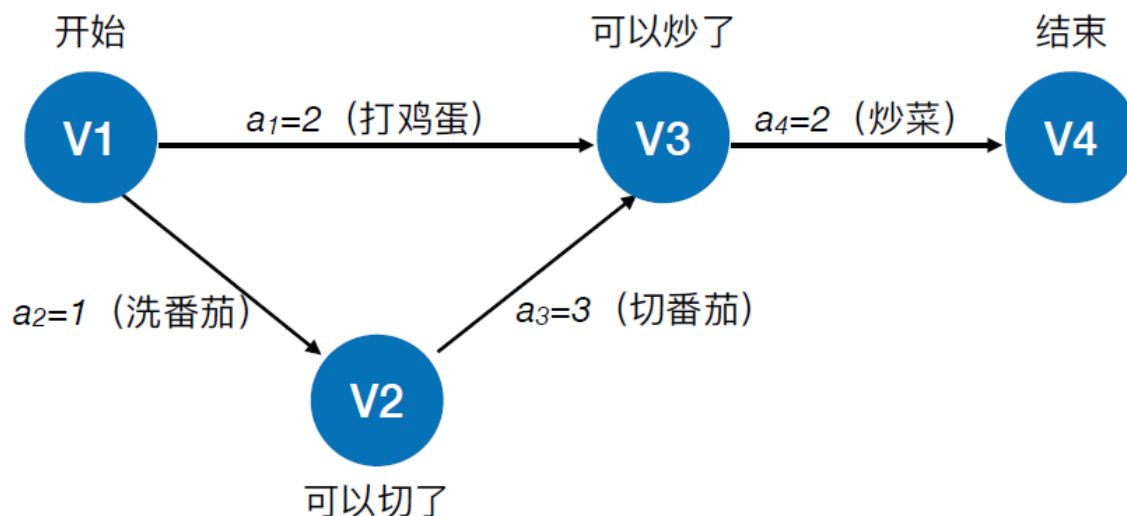 开始
可以炒了
结束
V1
a₁=2（打鸡蛋）
V3
a₄=2（炒菜）
V4
a₂=1（洗番茄）
a₃=3（切番茄）
V2
可以切了